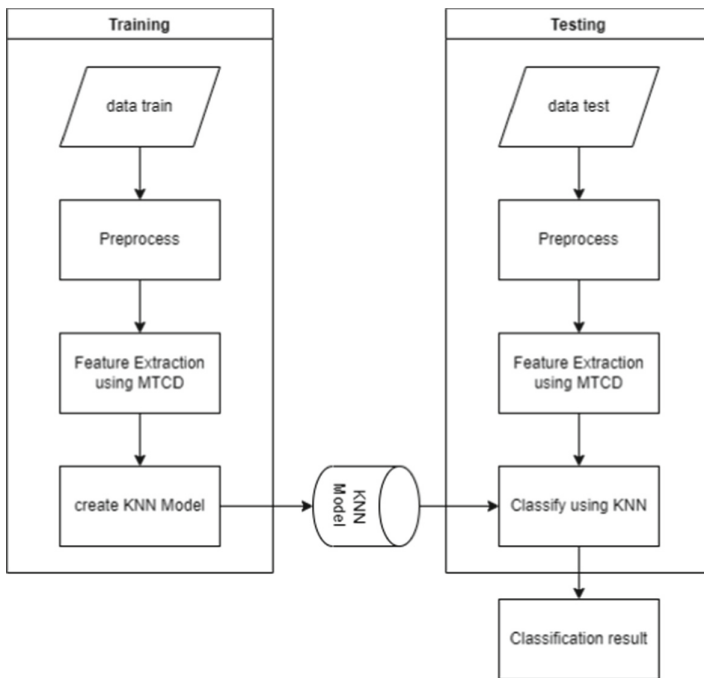 Training
data train
Preprocess
Feature Extraction
using MTCD
create KNN Model
KNN
Model
Testing
data test
Preprocess
Feature Extraction
using MTCD
Classify using KNN
Classification result